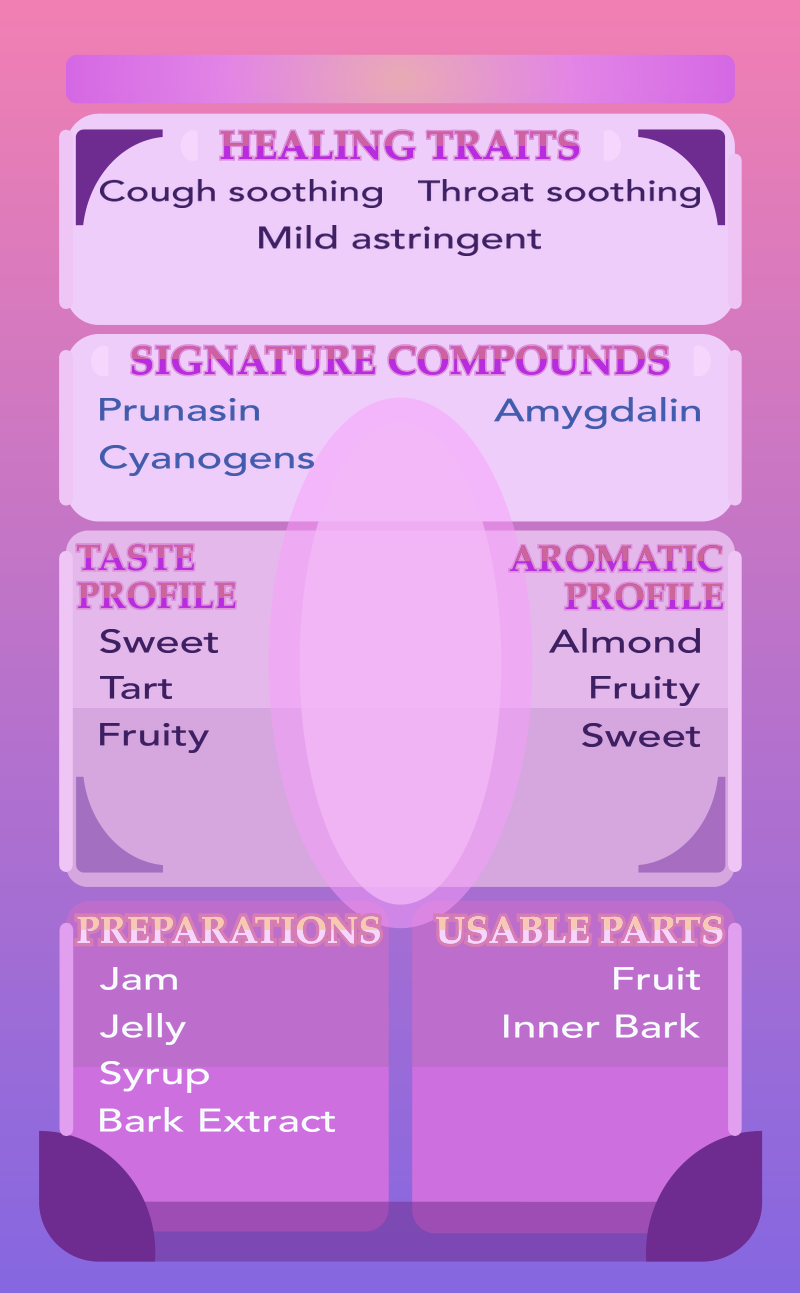 HEALING TRAITS
Cough soothing Throat soothing
Mild astringent
SIGNATURE COMPOUNDS
Prunasin Amygdalin
Cyanogens
TASTE
PROFILE
Sweet
Tart
Fruity
AROMATIC
PROFILE
Almond
Fruity
Sweet
PREPARATIONS
Jam
Jelly
Syrup
Bark Extract
USABLE PARTS
Fruit
Inner Bark